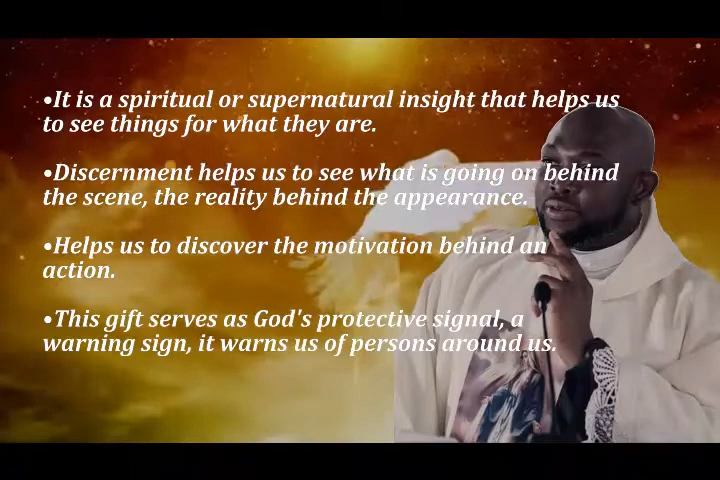 •It is a spiritual or supernatural insight that helps us
to see things for what they are.
•Discernment helps us to see what is going on behind
the scene, the reality behind the appearance.
•Helps us to discover the motivation behind an
action.
•This gift serves as God's protective signal, a
warning sign, it warns us of persons around us.